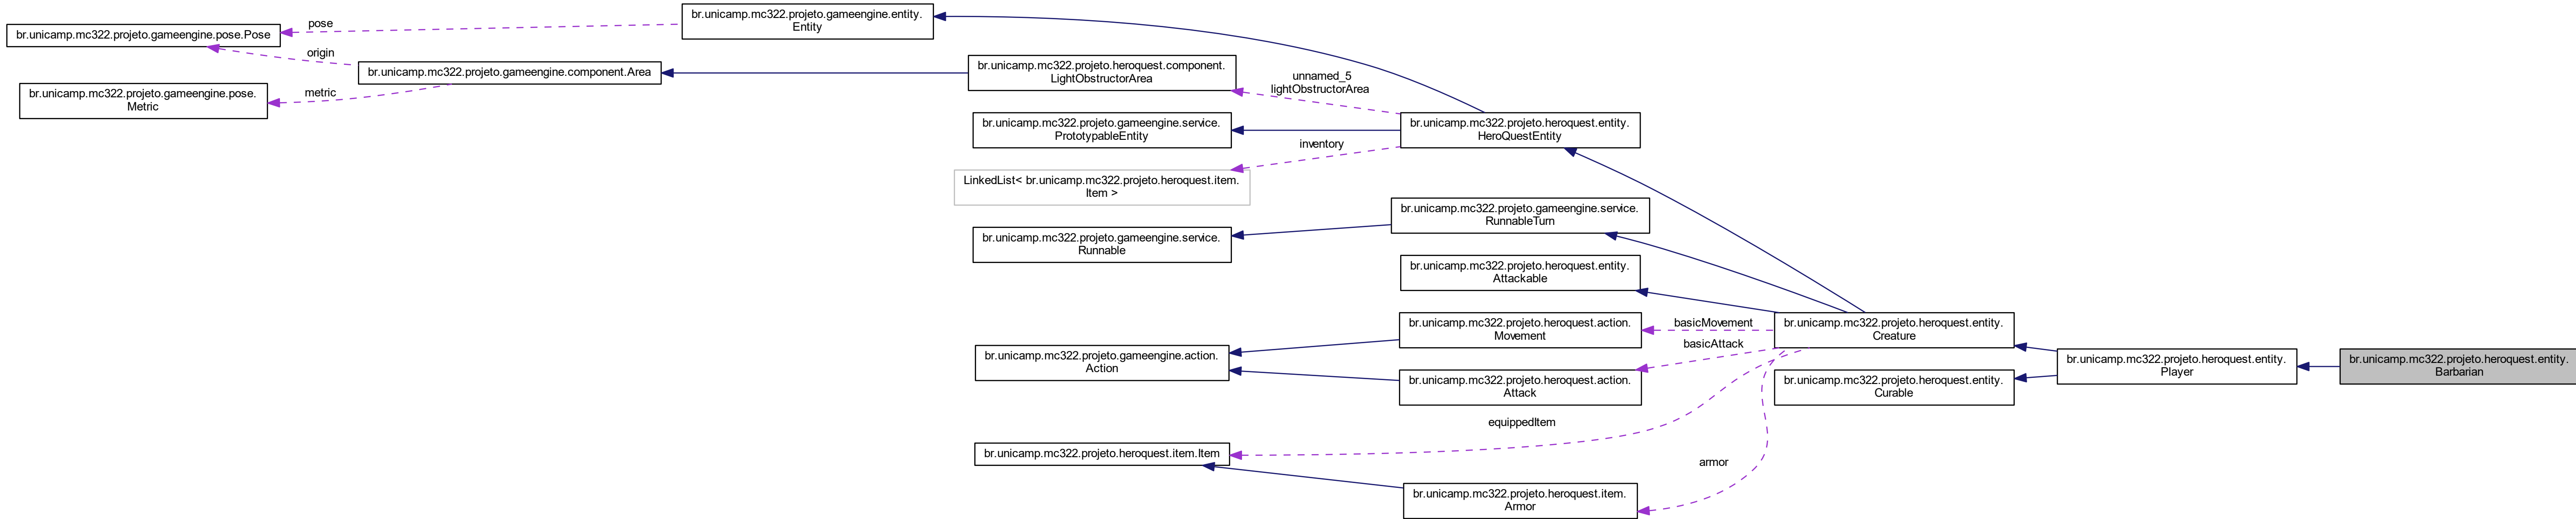 br.unicamp.mc322.projeto.gameengine.pose.Pose
br.unicamp.mc322.projeto.gameengine.pose.
Metric
pose
origin
metric
br.unicamp.mc322.projeto.gameengine.component.Area
br.unicamp.mc322.projeto.gameengine.entity.
Entity
br.unicamp.mc322.projeto.heroquest.component.
LightObstructorArea
br.unicamp.mc322.projeto.gameengine.service.
PrototypableEntity
LinkedList< br.unicamp.mc322.projeto.heroquest.item.
Item >
br.unicamp.mc322.projeto.gameengine.service.
Runnable
br.unicamp.mc322.projeto.gameengine.action.
Action
br.unicamp.mc322.projeto.heroquest.item.Item
unnamed_5
lightObstructorArea
inventory
br.unicamp.mc322.projeto.heroquest.entity.
HeroQuestEntity
br.unicamp.mc322.projeto.gameengine.service.
RunnableTurn
br.unicamp.mc322.projeto.heroquest.entity.
Attackable
br.unicamp.mc322.projeto.heroquest.action.
Movement
br.unicamp.mc322.projeto.heroquest.action.
Attack
equippedItem
br.unicamp.mc322.projeto.heroquest.item.
Armor
basicMovement
basicAttack
armor
br.unicamp.mc322.projeto.heroquest.entity.
Creature
br.unicamp.mc322.projeto.heroquest.entity.
Curable
br.unicamp.mc322.projeto.heroquest.entity.
Player
br.unicamp.mc322.projeto.heroquest.entity.
Barbarian